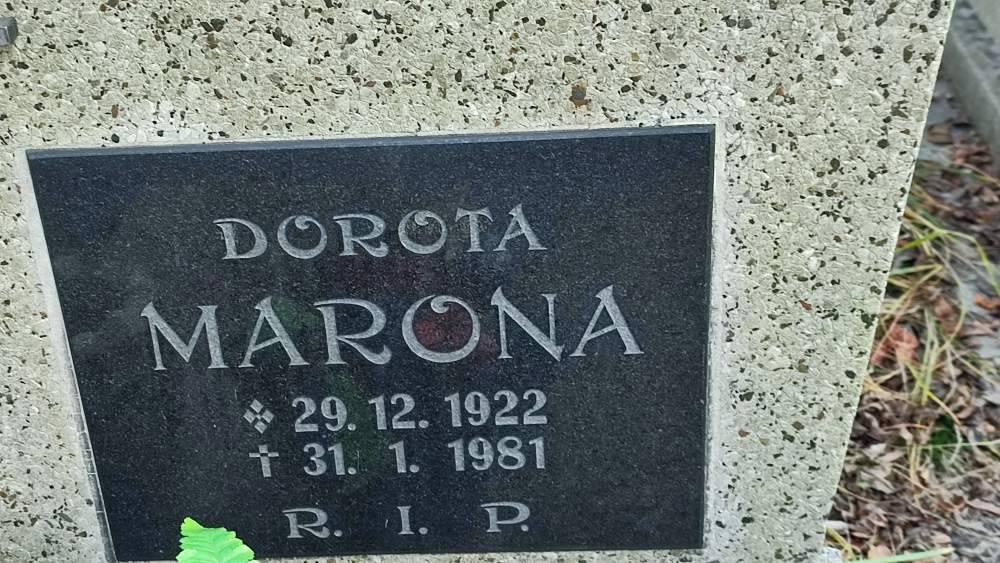 DOROTA
MARONA
❖ 29. 12. 1922
✝ 31. 1. 1981
R. I. P.